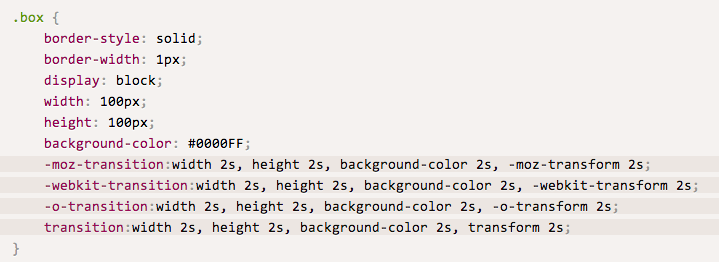 .box {
    border-style: solid;
    border-width: 1px;
    display: block;
    width: 100px;
    height: 100px;
    background-color: #0000FF;
    -moz-transition:width 2s, height 2s, background-color 2s, -moz-transform 2s;
    -webkit-transition:width 2s, height 2s, background-color 2s, -webkit-transform 2s;
    -o-transition:width 2s, height 2s, background-color 2s, -o-transform 2s;
    transition:width 2s, height 2s, background-color 2s, transform 2s;
}